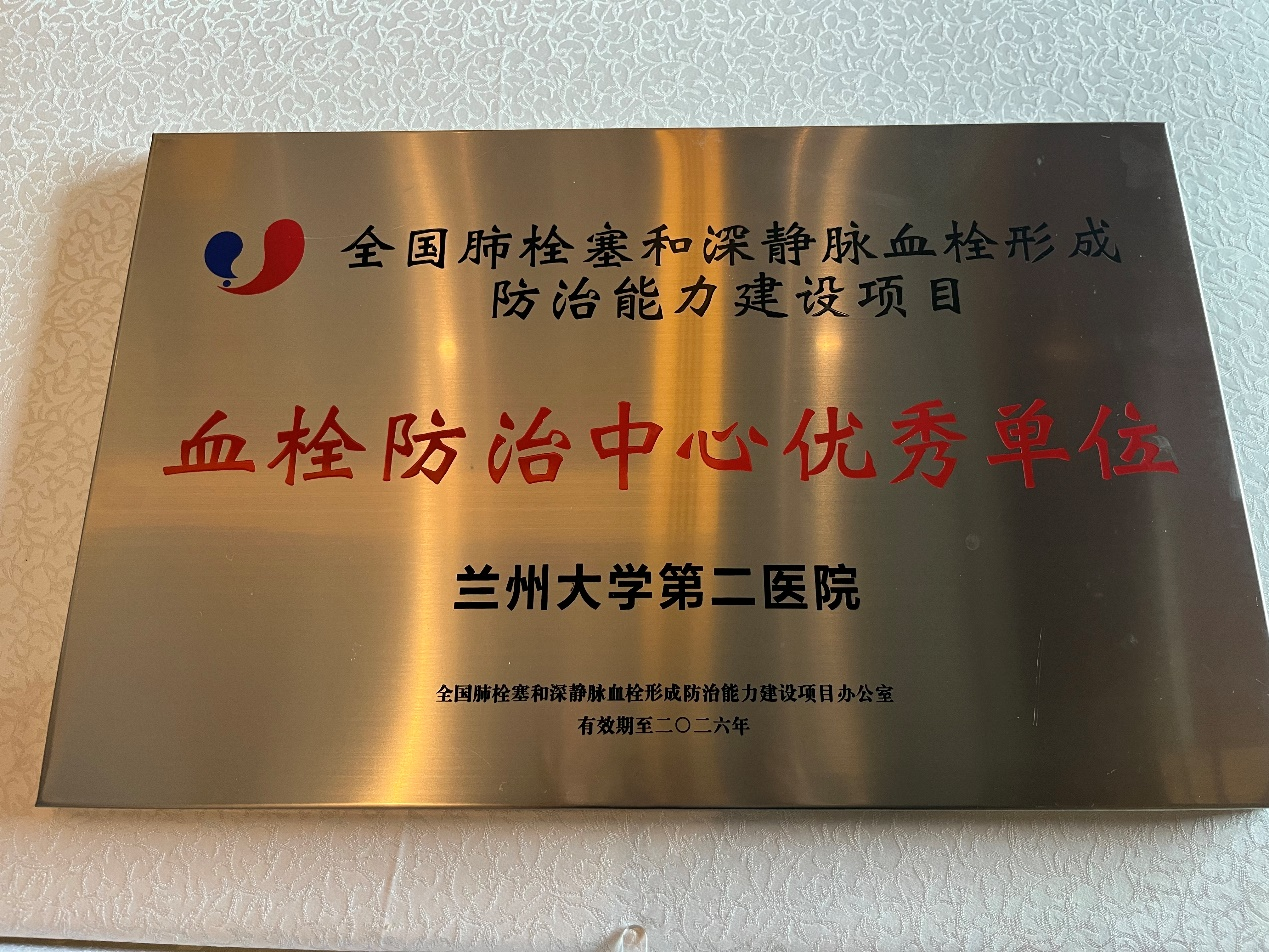 全国肺栓塞和深静脉血栓形成
防治能力建设项目
血栓防治中心优秀单位
兰州大学第二医院
全国肺栓塞和深静脉血栓形成防治能力建设项目办公室
有效期至二〇二六年